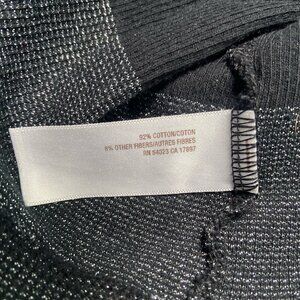 92% COTTON/COTON
8% OTHER FIBERS/AUTRES FIBRES
RN 54023 CA 17897